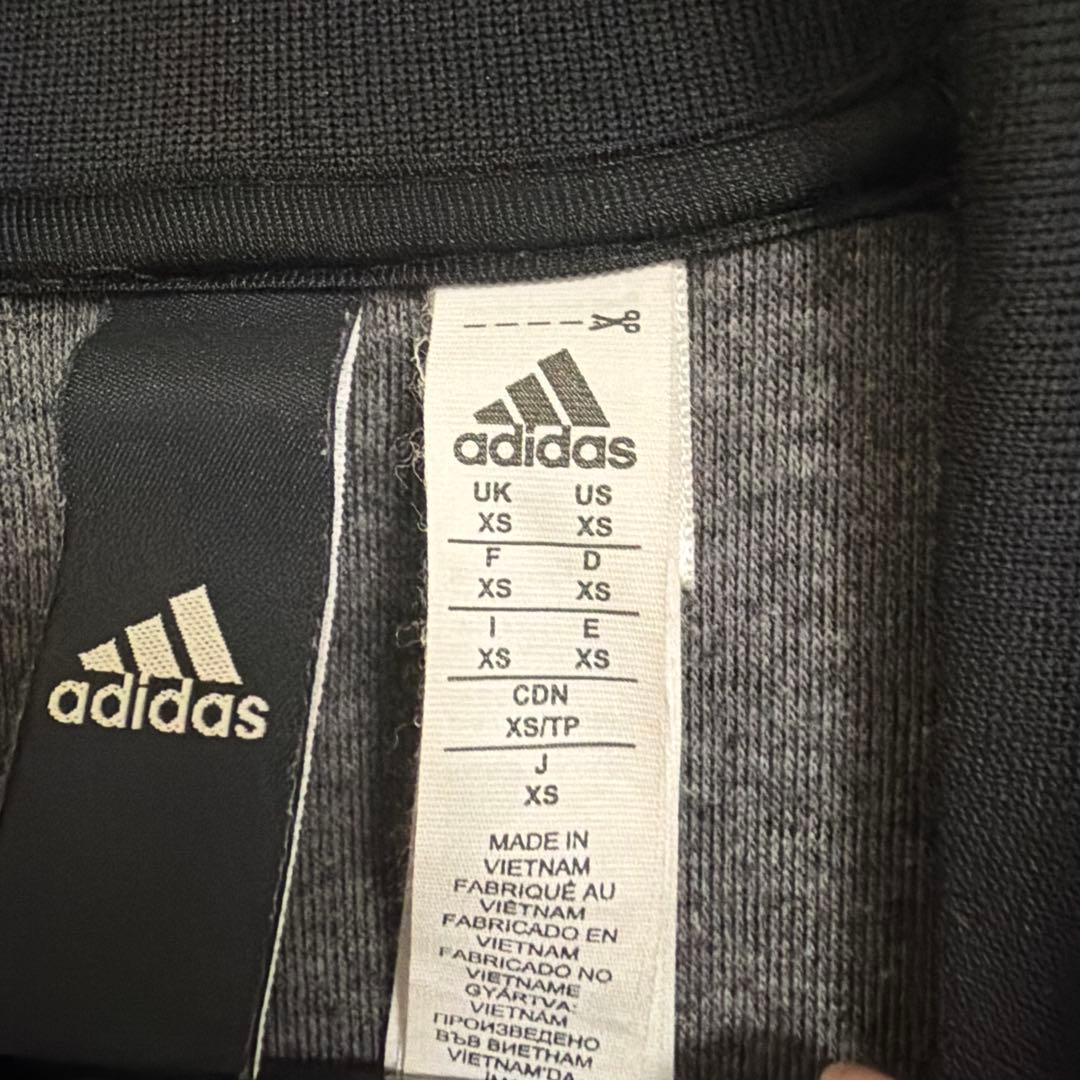 adidas
adidas
UK US
XS XS
F D
XS XS
I E
XS XS
CDN
XS/TP
J
XS
MADE IN
VIETNAM
FABRIQUÉ AU
VIETNAM
FABRICADO EN
VIETNAM
FABRICADO NO
VIETNAME
GYÁRTVA:
VIETNAM
ПРОИЗВЕДЕНО
ВЪВ ВИЕТНАМ
VIETNAM'DA